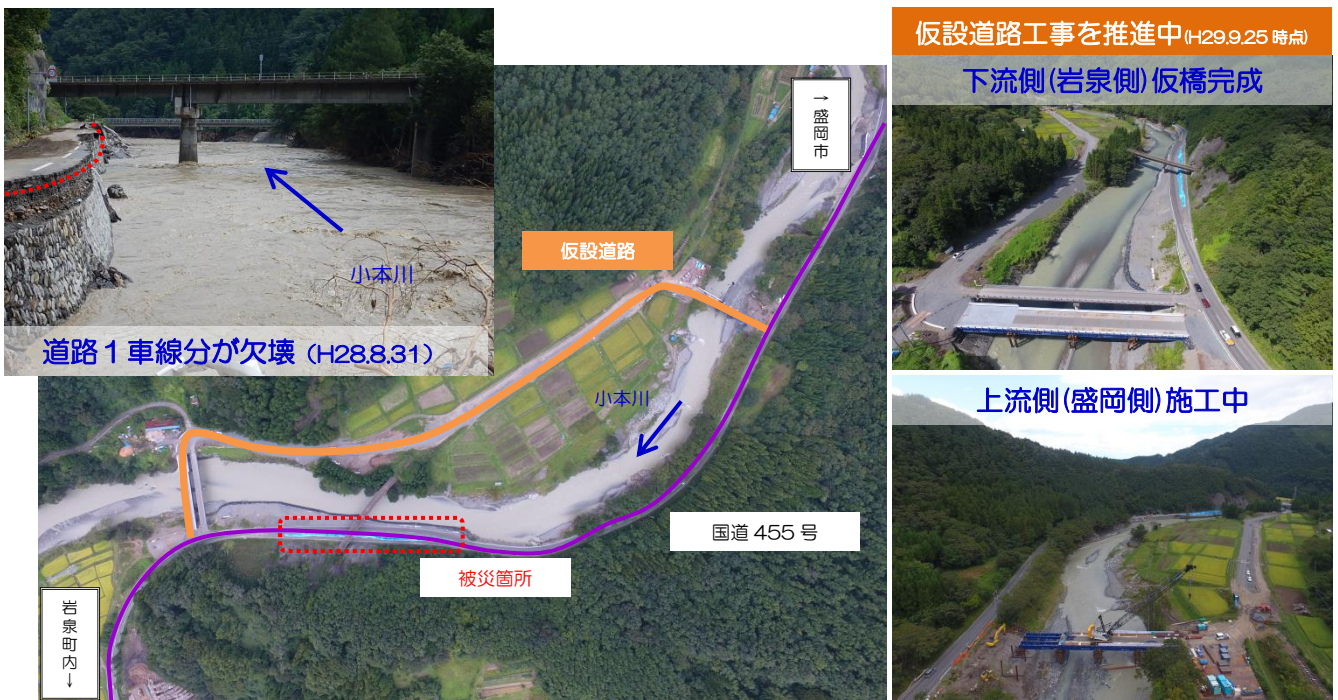 小本川
道路１車線分が欠壊（H28.8.31）
→盛岡市
仮設道路
小本川
国道 455 号
被災箇所
岩泉町内↓
仮設道路工事を推進中(H29.9.25 時点)
下流側(岩泉側)仮橋完成
上流側(盛岡側)施工中